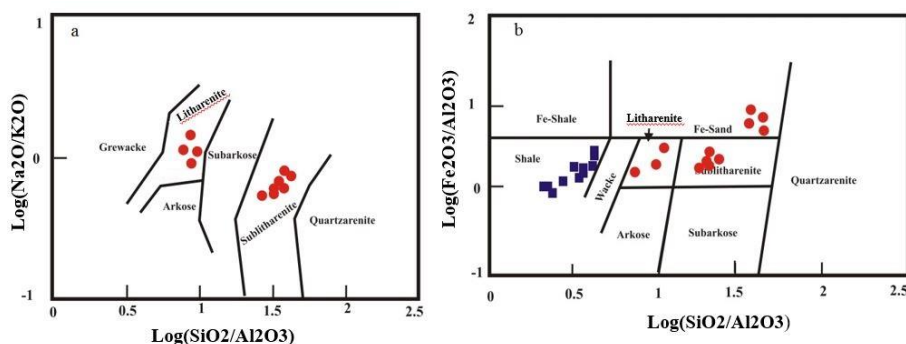 a
1
0
-1
Log(Na2O/K2O)
Grewacke
Litharenite
Subarkose
Arkose
Sublitharenite
Quartzarenite
0
0.5
1
1.5
2
2.5
Log(SiO2/Al2O3)
b
2
1
0
-1
Log(Fe2O3/Al2O3)
Fe-Shale
Litharenite
Fe-Sand
Shale
Wacke
Sublitharenite
Quartzarenite
Arkose
Subarkose
0
0.5
1
1.5
2
2.5
Log(SiO2/Al2O3)